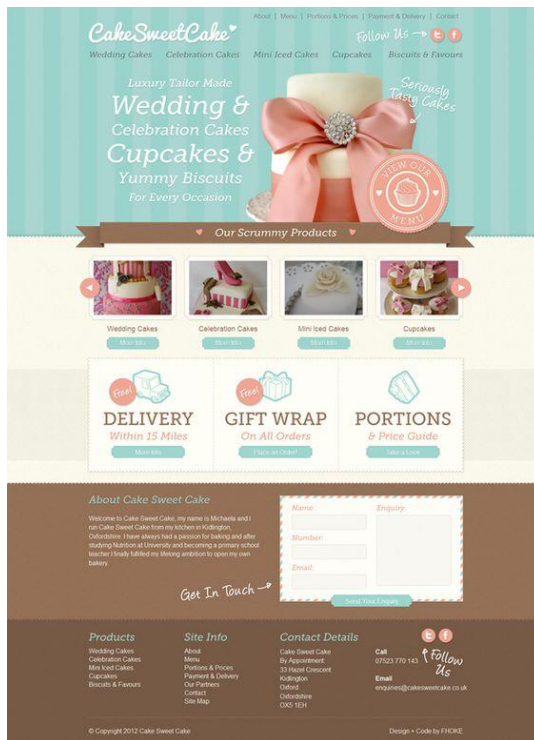 About | Menu | Portions & Prices | Payment & Delivery | Contact
CakeSweetCake
Follow Us
Wedding Cakes Celebration Cakes Mini Iced Cakes Cupcakes Biscuits & Favours
Luxury Tailor Made
Wedding &
Celebration Cakes
Cupcakes &
Yummy Biscuits
For Every Occasion
Seriously
Tasty Cakes
VIEW OUR
MENU
Our Scrummy Products
Wedding Cakes Celebration Cakes Mini Iced Cakes Cupcakes
More Info More Info More Info More Info
Free!
DELIVERY
Within 15 Miles
More Info
Free!
GIFT WRAP
On All Orders
Place an Order!
PORTIONS
& Price Guide
Take a Look
About Cake Sweet Cake
Welcome to Cake Sweet Cake, my name is Michaela and I
run Cake Sweet Cake from my kitchen in Kidlington,
Oxfordshire. I have always had a passion for baking and after
studying Nutrition at University and becoming a primary school
teacher I finally fulfilled my lifelong ambition to open my own
bakery.
Get In Touch
Name:
Number:
Email:
Enquiry:
Send Your Enquiry
Products
Wedding Cakes
Celebration Cakes
Mini Iced Cakes
Cupcakes
Biscuits & Favours
Site Info
About
Menu
Portions & Prices
Payment & Delivery
Our Partners
Contact
Site Map
Contact Details
Cake Sweet Cake
By Appointment
33 Hazel Crescent
Kidlington
Oxford
Oxfordshire
OX5 1EH
Call
07523 770 143
Email
enquiries@cakesweetcake.co.uk
Follow
Us
© Copyright 2012 Cake Sweet Cake
Design + Code by FHOKE